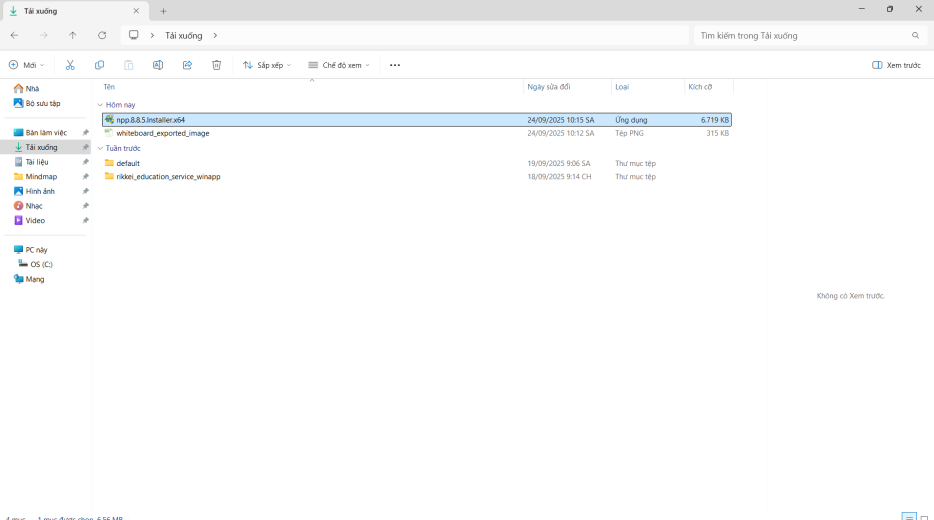 Tải xuống
Tải xuống
Tìm kiếm trong Tải xuống
Mới
Sắp xếp
Chế độ xem
Xem trước
Nhà
Bộ sưu tập
Bàn làm việc
Tải xuống
Tài liệu
Mindmap
Hình ảnh
Nhạc
Video
PC này
OS (C:)
Mạng
Tên Ngày sửa đổi Loại Kích cỡ
Hôm nay
npp.8.8.5.Installer.x64 24/09/2025 10:15 SA Ứng dụng 6.719 KB
whiteboard_exported_image 24/09/2025 10:12 SA Tệp PNG 315 KB
Tuần trước
default 19/09/2025 9:06 SA Thư mục tệp
rikkei_education_service_winapp 18/09/2025 9:14 CH Thư mục tệp
Không có Xem trước.
4 mục 1 mục được chọn 6,56 MB